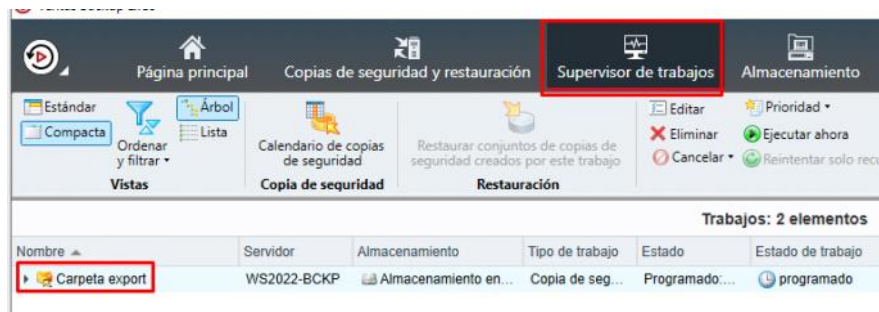 Página principal
Copias de seguridad y restauración
Supervisor de trabajos
Almacenamiento
Estándar
Compacta
Ordenar
y filtrar
Árbol
Lista
Vistas
Calendario de copias
de seguridad
Copia de seguridad
Restaurar conjuntos de copias de
seguridad creados por este trabajo
Restauración
Editar
Eliminar
Cancelar
Prioridad
Ejecutar ahora
Reintentar solo recu
Trabajos: 2 elementos
Nombre Servidor Almacenamiento Tipo de trabajo Estado Estado de trabajo
Carpeta export WS2022-BCKP Almacenamiento en... Copia de seg... Programado:... programado